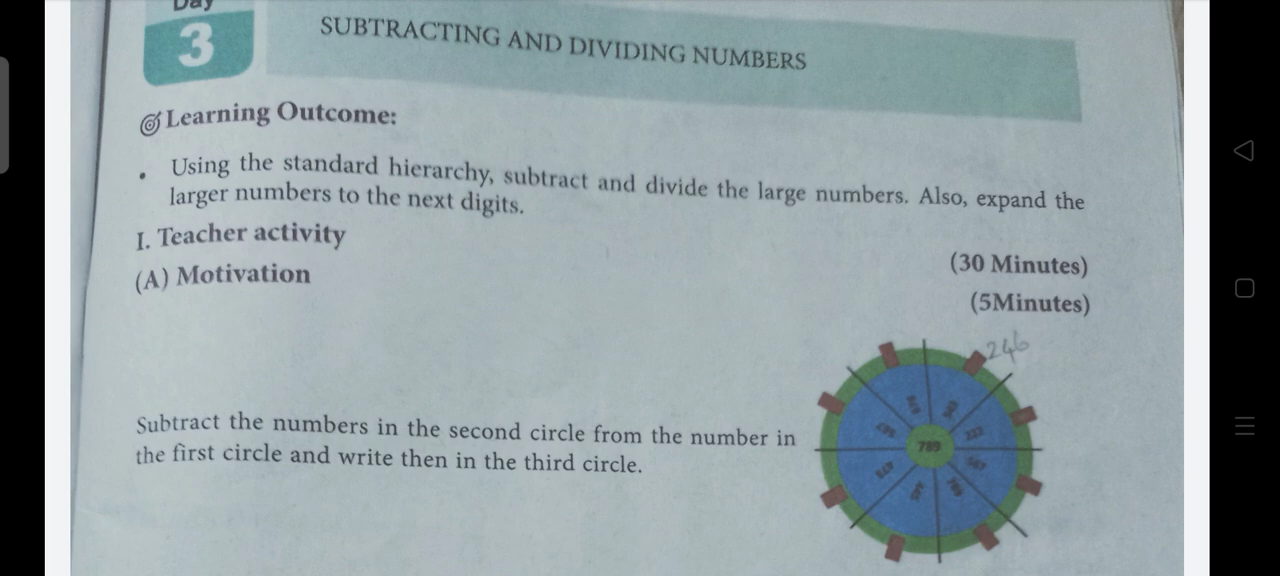 Day
3
SUBTRACTING AND DIVIDING NUMBERS
Learning Outcome:
• Using the standard hierarchy, subtract and divide the large numbers. Also, expand the
larger numbers to the next digits.
I. Teacher activity
(30 Minutes)
(A) Motivation
(5Minutes)
246
Subtract the numbers in the second circle from the number in
the first circle and write then in the third circle.
789